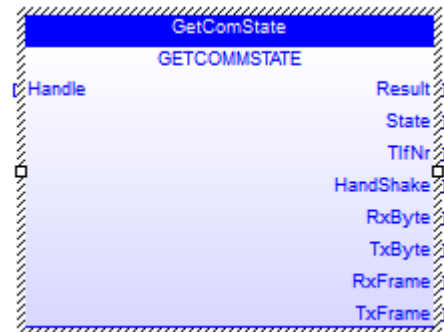 GetComState
GETCOMMSTATE
Handle Result
State
TlfNr
HandShake
RxByte
TxByte
RxFrame
TxFrame